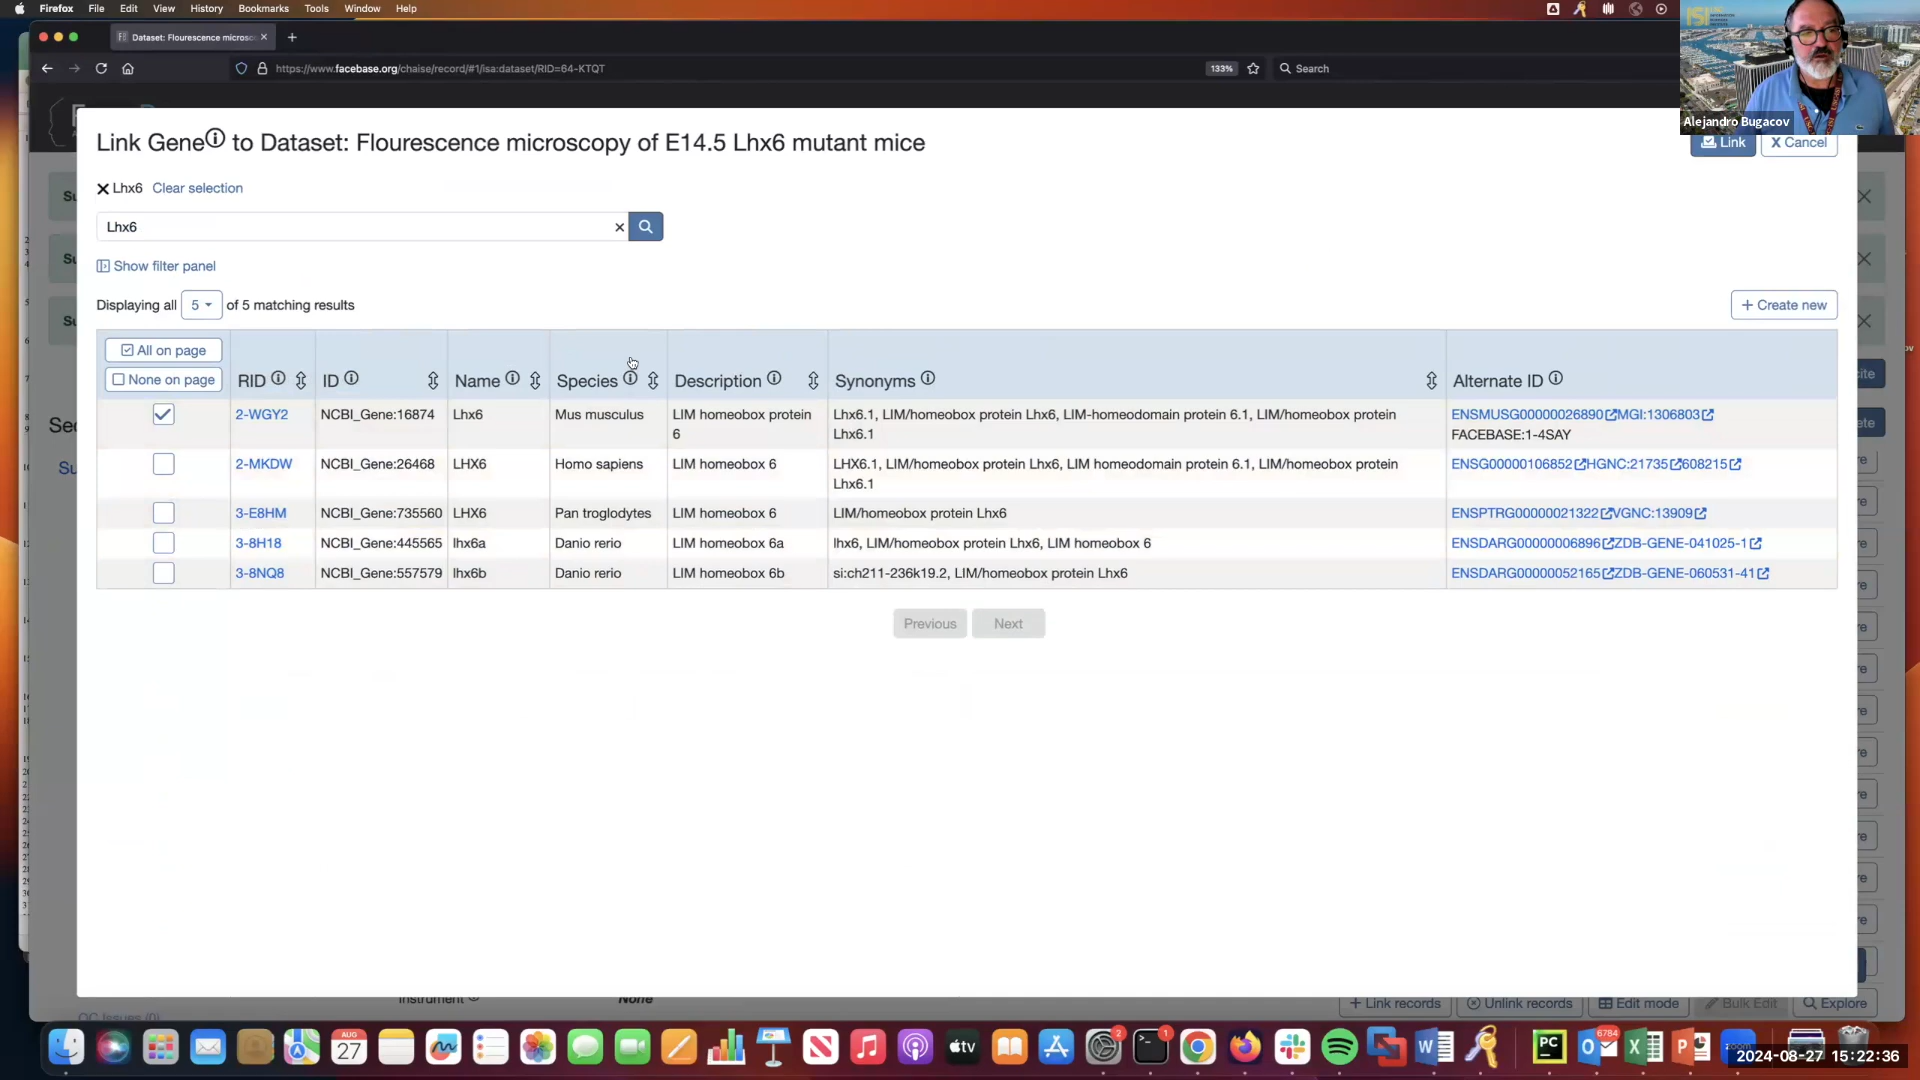 Firefox File Edit View History Bookmarks Tools Window Help
Dataset: Flourescence microsc
https://www.facebase.org/chaise/record/#1/isa:dataset/RID=64-KTQT
133%
Search
Alejandro Bugacov
Link Gene to Dataset: Flourescence microscopy of E14.5 Lhx6 mutant mice
Link
X Cancel
Lhx6 Clear selection
Lhx6
Show filter panel
Displaying all 5 of 5 matching results
+ Create new
All on page
None on page
RID ID Name Species Description Synonyms Alternate ID
2-WGY2 NCBI_Gene:16874 Lhx6 Mus musculus LIM homeobox protein Lhx6.1, LIM/homeobox protein Lhx6, LIM-homeodomain protein 6.1, LIM/homeobox protein ENSMUSG00000026890 MGI:1306803
6 Lhx6.1 FACEBASE:1-4SAY
2-MKDW NCBI_Gene:26468 LHX6 Homo sapiens LIM homeobox 6 LHX6.1, LIM/homeobox protein Lhx6, LIM homeodomain protein 6.1, LIM/homeobox protein ENSG00000106852 HGNC:21735 608215
Lhx6.1
3-E8HM NCBI_Gene:735560 LHX6 Pan troglodytes LIM homeobox 6 LIM/homeobox protein Lhx6 ENSPTRG00000021322 VGNC:13909
3-8H18 NCBI_Gene:445565 lhx6a Danio rerio LIM homeobox 6a lhx6, LIM/homeobox protein Lhx6, LIM homeobox 6 ENSDARG00000006896 ZDB-GENE-041025-1
3-8NQ8 NCBI_Gene:557579 lhx6b Danio rerio LIM homeobox 6b si:ch211-236k19.2, LIM/homeobox protein Lhx6 ENSDARG00000052165 ZDB-GENE-060531-41
Previous Next
Instrument None
QC Issues (0)
+ Link records Unlink records Edit mode Bulk Edit Explore
AUG
27
tv
2
1
PC
6784
zoom
2024-08-27 15:22:36